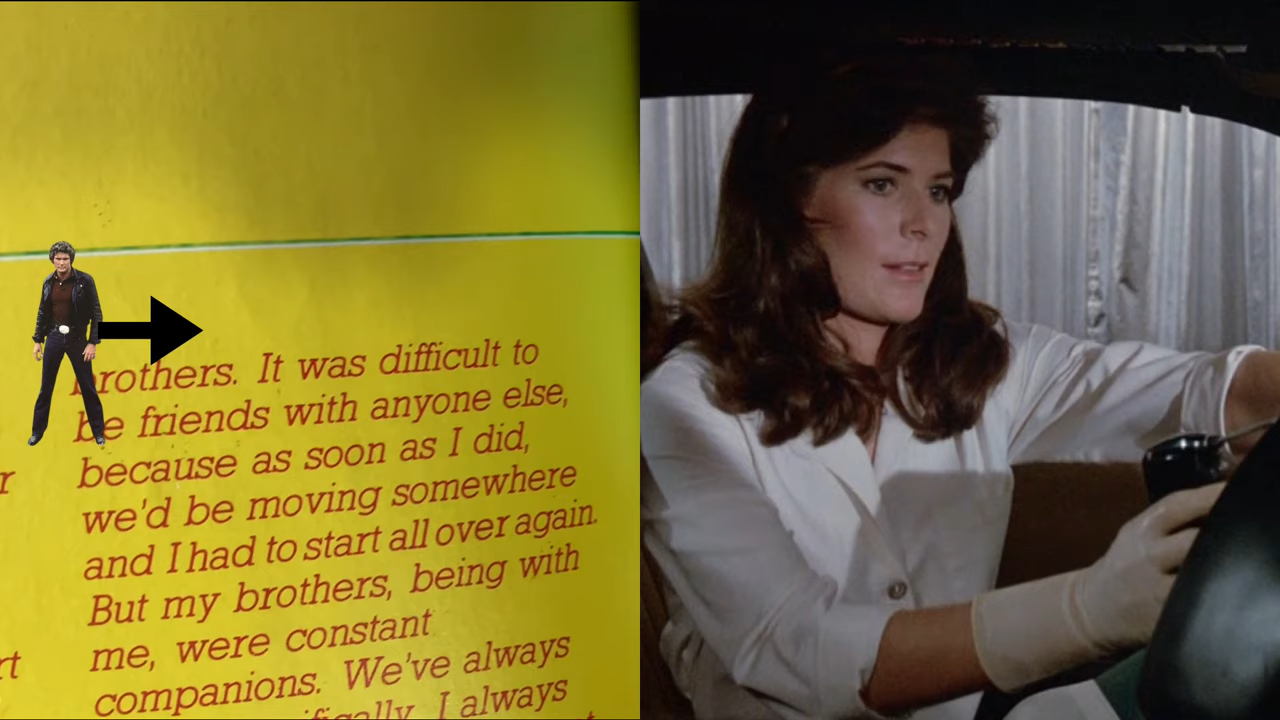 brothers. It was difficult to
be friends with anyone else,
r
because as soon as I did,
we'd be moving somewhere
and I had to start all over again.
But my brothers, being with
rt
me, were constant
companions. We've always
I always